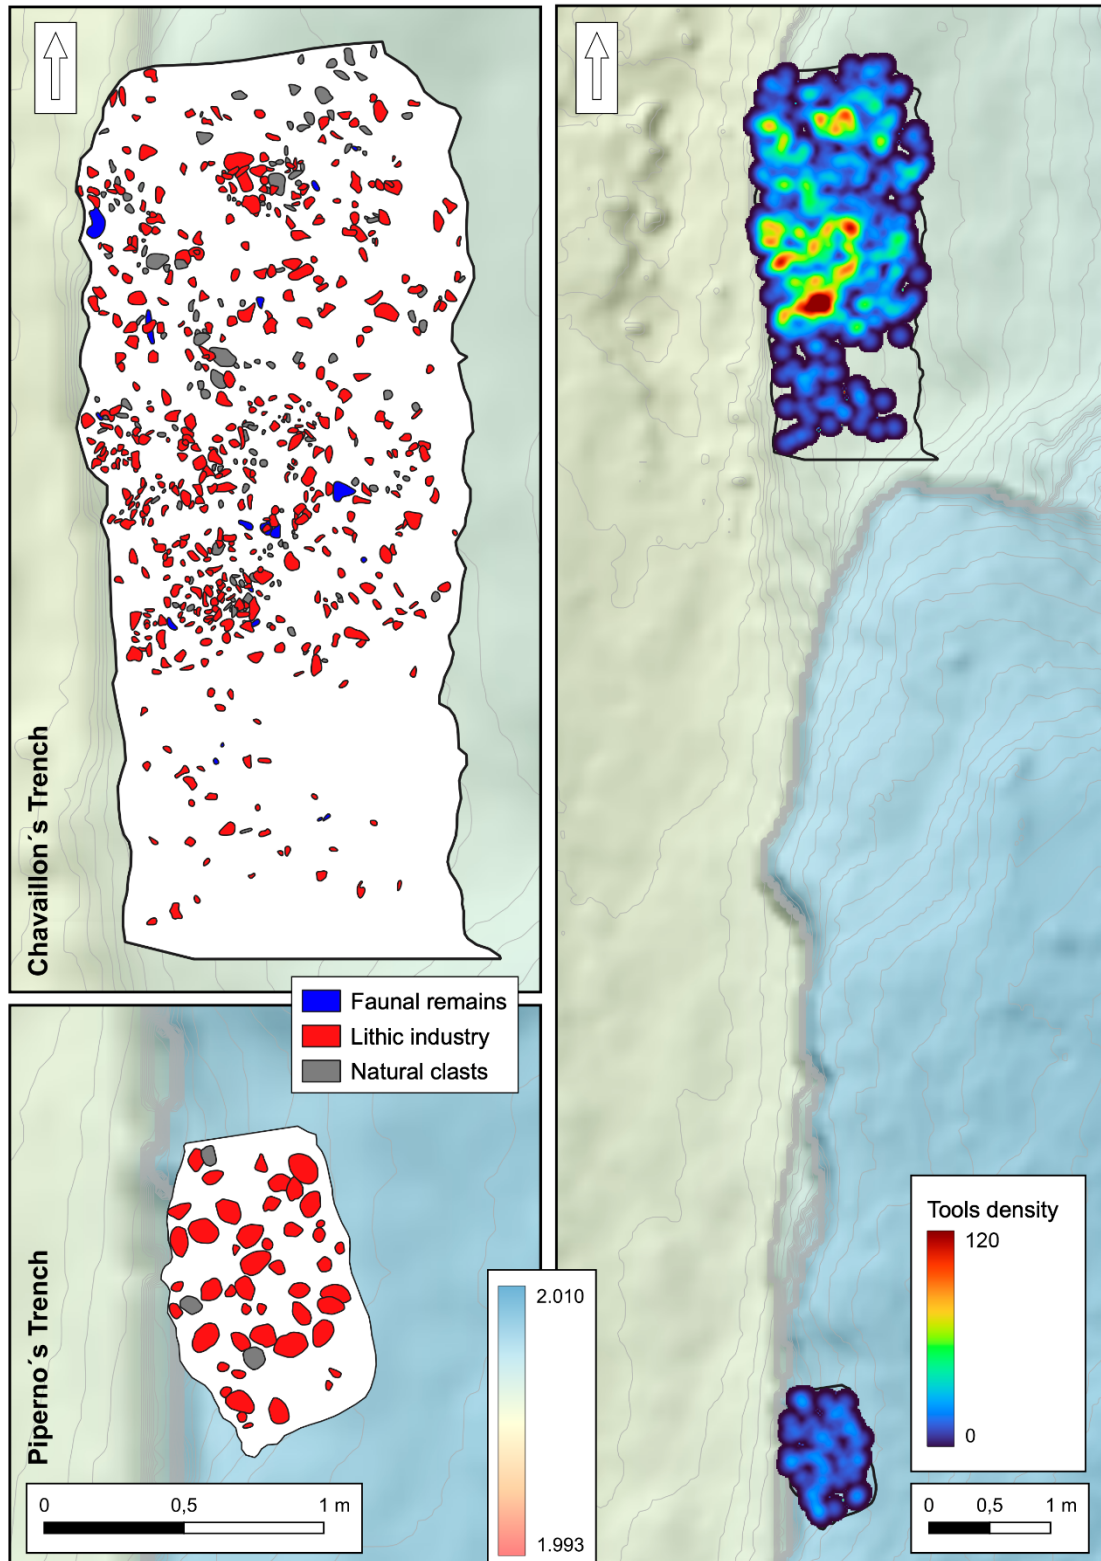 Chavaillon´s Trench
Faunal remains
Lithic industry
Natural clasts
Piperno´s Trench
0 0,5 1 m
2.010
1.993
Tools density
120
0
0 0,5 1 m